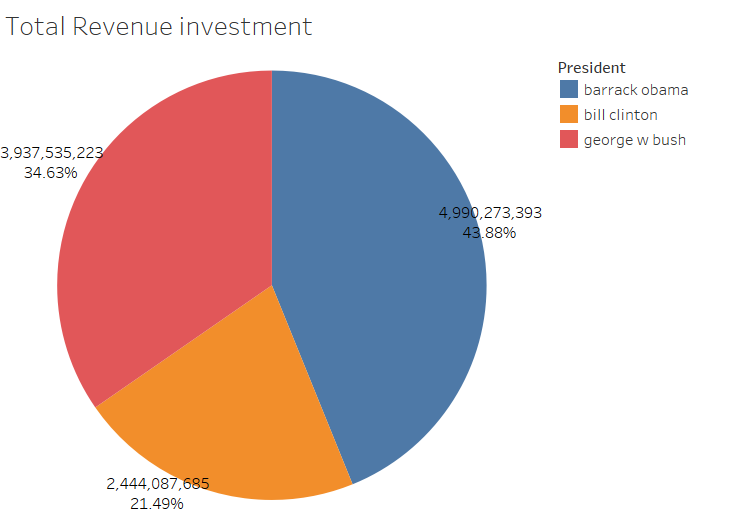 Total Revenue investment
President
barrack obama
bill clinton
george w bush
3,937,535,223
34.63%
4,990,273,393
43.88%
2,444,087,685
21.49%